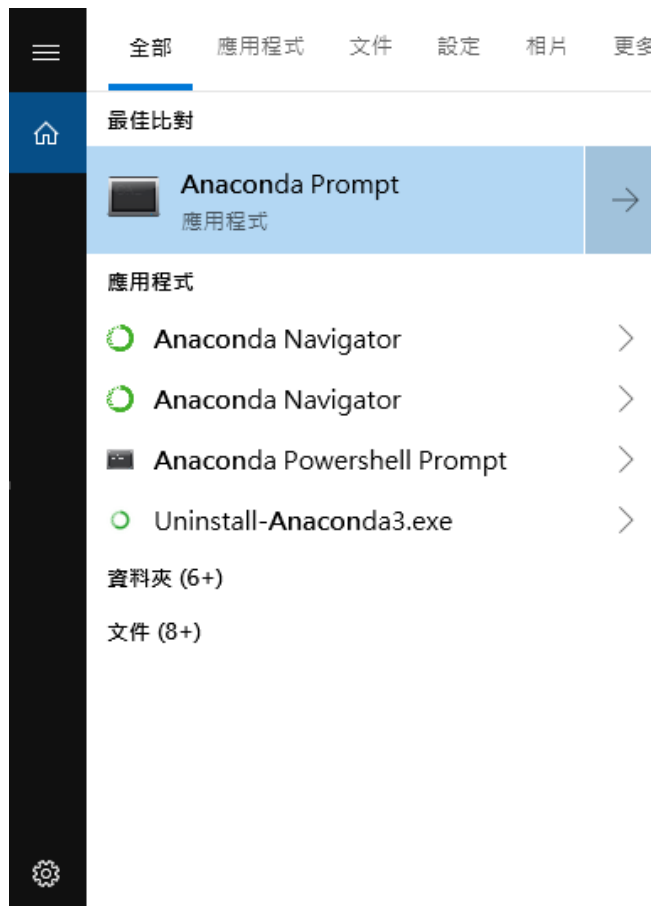 全部 應用程式 文件 設定 相片 更多
最佳比對
Anaconda Prompt
應用程式
應用程式
Anaconda Navigator
Anaconda Navigator
Anaconda Powershell Prompt
Uninstall-Anaconda3.exe
資料夾 (6+)
文件 (8+)